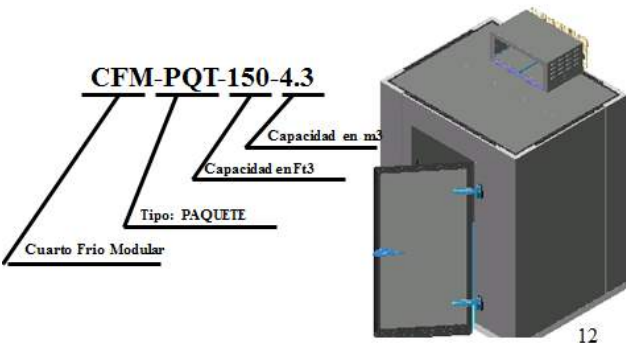 CFM-PQT-150-4.3
Capacidad en m3
Capacidad en Ft3
Tipo: PAQUETE
Cuarto Frio Modular
12